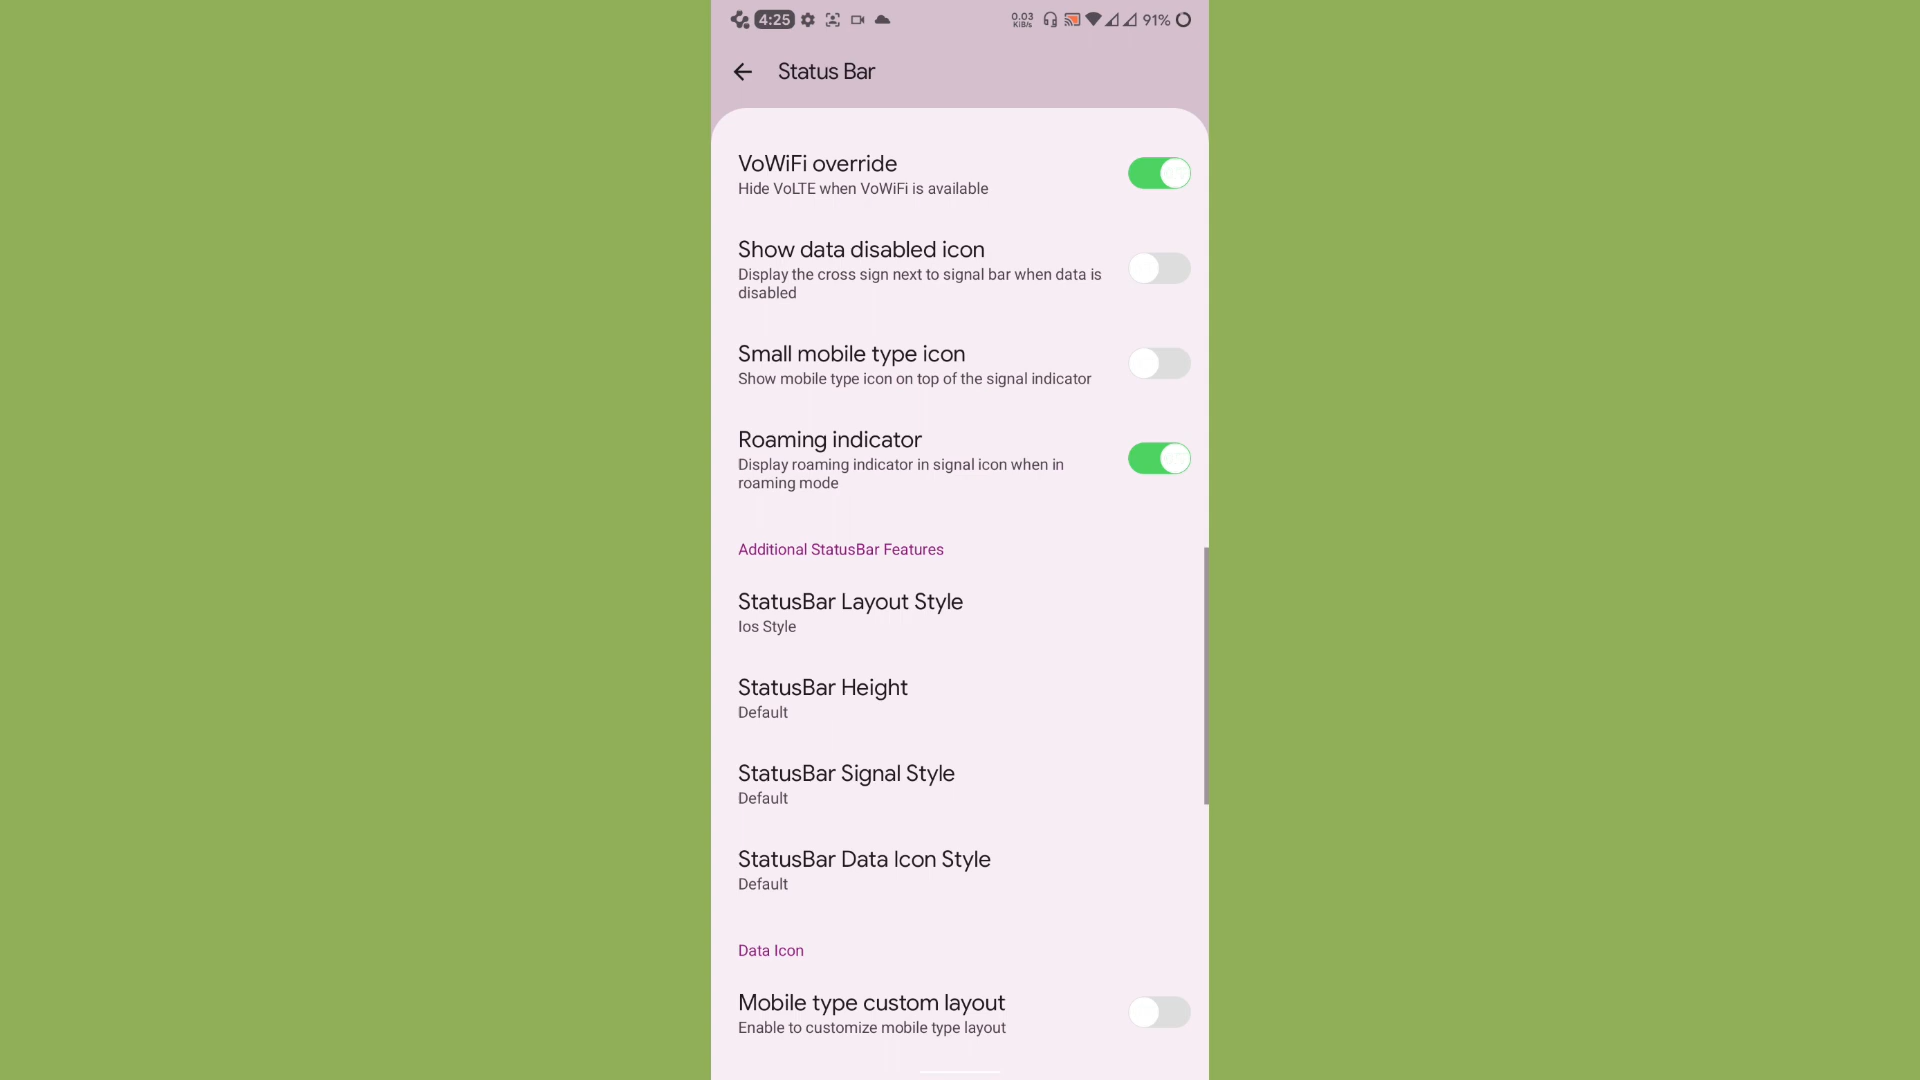 4:25
0.03
KiB/s
91%
Status Bar
VoWiFi override
Hide VoLTE when VoWiFi is available
Show data disabled icon
Display the cross sign next to signal bar when data is
disabled
Small mobile type icon
Show mobile type icon on top of the signal indicator
Roaming indicator
Display roaming indicator in signal icon when in
roaming mode
Additional StatusBar Features
StatusBar Layout Style
Ios Style
StatusBar Height
Default
StatusBar Signal Style
Default
StatusBar Data Icon Style
Default
Data Icon
Mobile type custom layout
Enable to customize mobile type layout